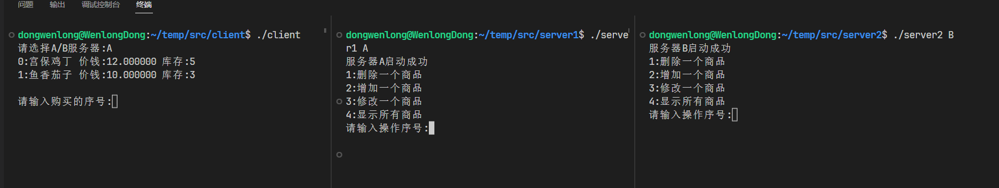 问题 输出 调试控制台 终端
dongwenlong@WenlongDong:~/temp/src/client$ ./client
请选择A/B服务器:A
0:宫保鸡丁 价钱:12.000000 库存:5
1:鱼香茄子 价钱:10.000000 库存:3
请输入购买的序号:
dongwenlong@WenlongDong:~/temp/src/server1$ ./serve
r1 A
服务器A启动成功
1:删除一个商品
2:增加一个商品
3:修改一个商品
4:显示所有商品
请输入操作序号:
dongwenlong@WenlongDong:~/temp/src/server2$ ./server2 B
服务器B启动成功
1:删除一个商品
2:增加一个商品
3:修改一个商品
4:显示所有商品
请输入操作序号: